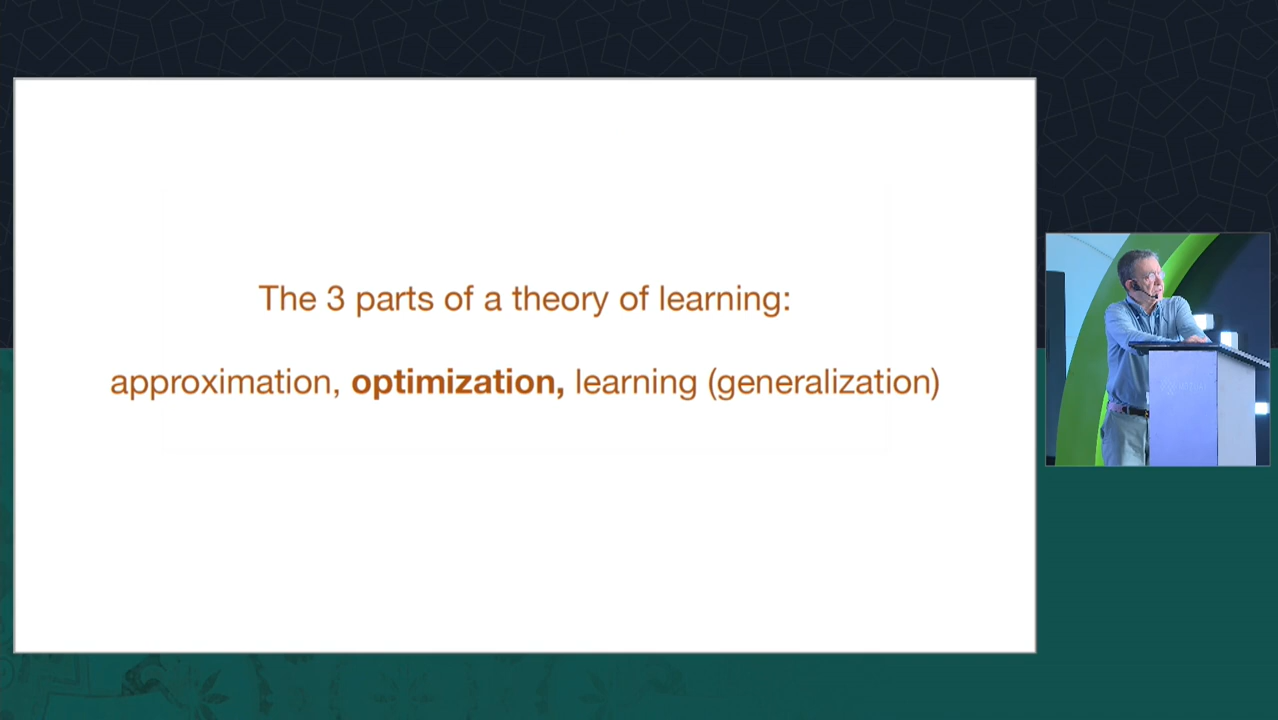 The 3 parts of a theory of learning:
approximation, optimization, learning (generalization)